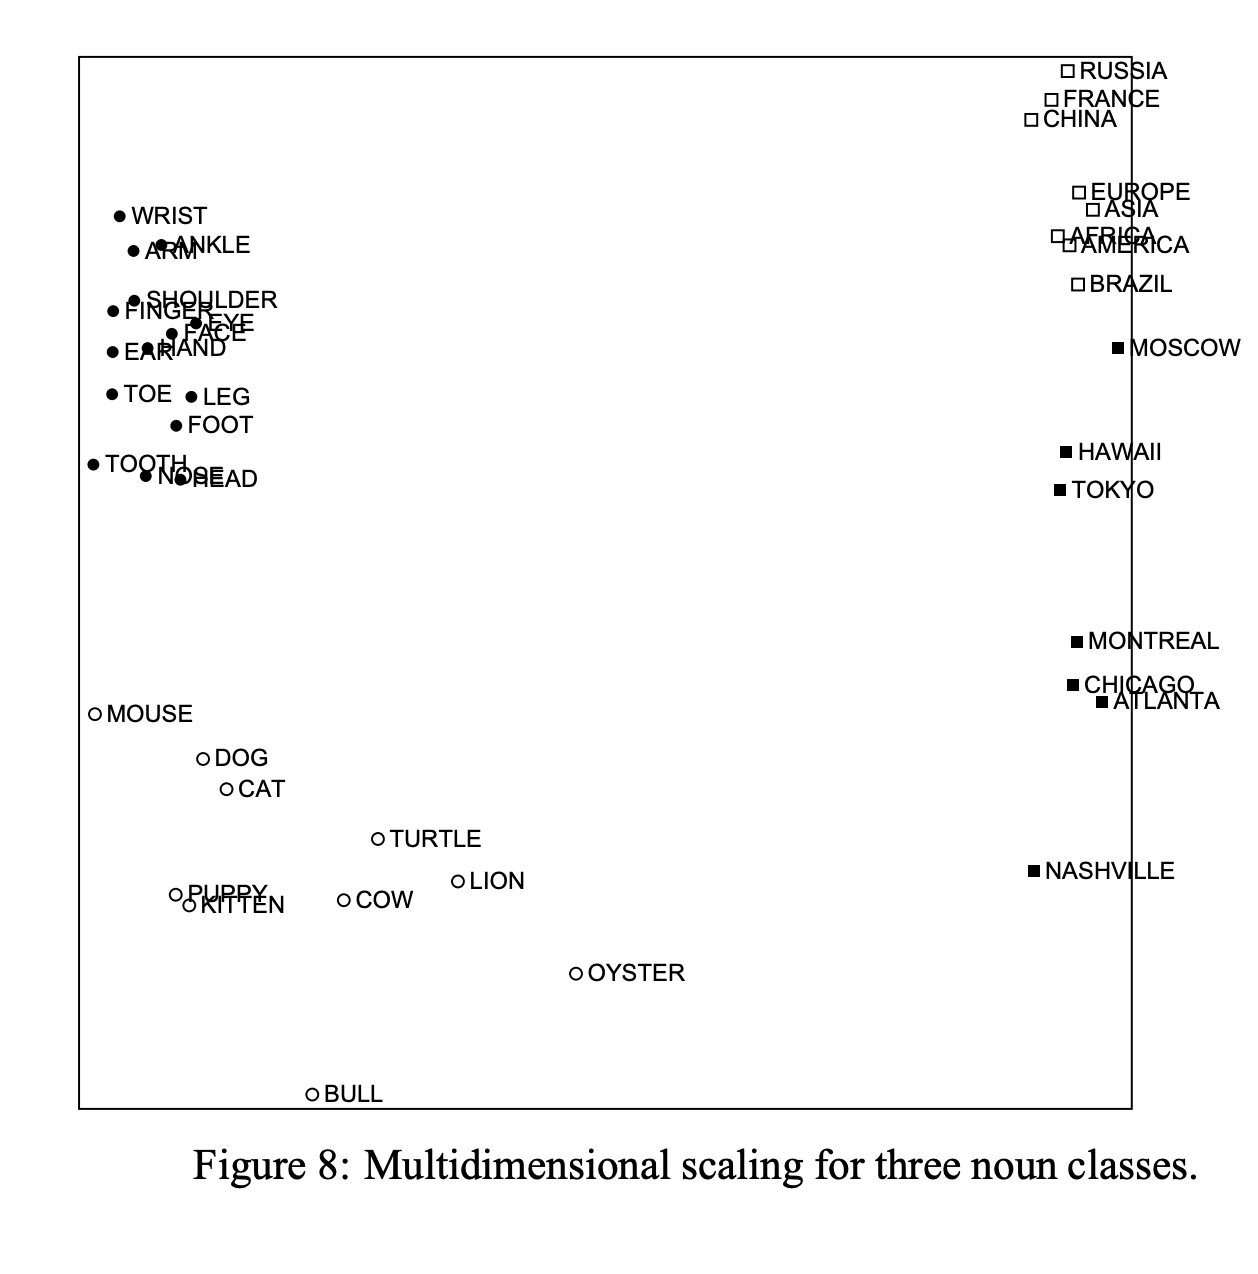 RUSSIA
FRANCE
CHINA
EUROPE
ASIA
WRIST
AFRICA
ANKLE
AMERICA
ARM
BRAZIL
SHOULDER
FINGER
EYE
FACE
HAND
MOSCOW
EAR
TOE
LEG
FOOT
HAWAII
TOOTH
NOSE
HEAD
TOKYO
MONTREAL
CHICAGO
ATLANTA
MOUSE
DOG
CAT
TURTLE
NASHVILLE
LION
PUPPY
COW
KITTEN
OYSTER
BULL
Figure 8: Multidimensional scaling for three noun classes.